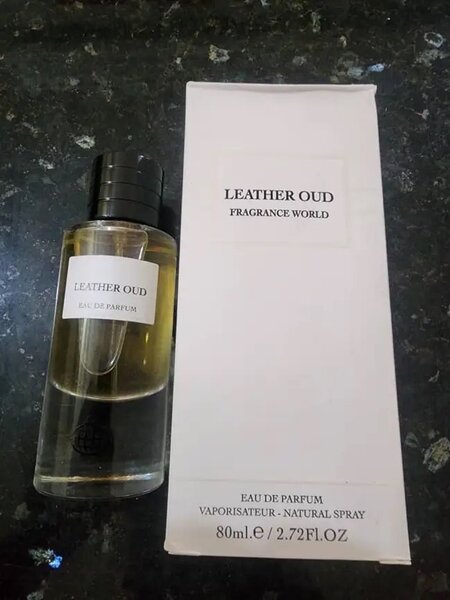 LEATHER OUD
EAU DE PARFUM
LEATHER OUD
FRAGRANCE WORLD
EAU DE PARFUM
VAPORISATEUR - NATURAL SPRAY
80ml.e / 2.72Fl.OZ